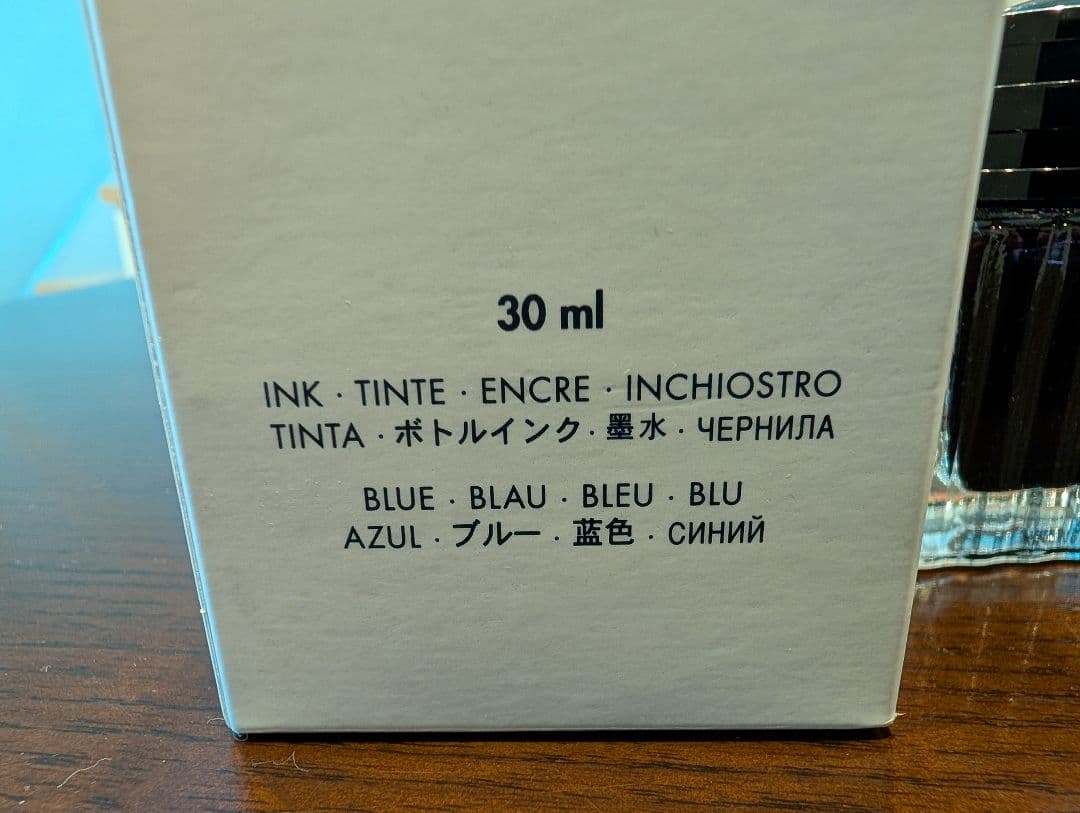 30 ml
INK · TINTE · ENCRE · INCHIOSTRO
TINTA · ボトルインク · 墨水 · ЧЕРНИЛА
BLUE · BLAU · BLEU · BLU
AZUL · ブルー · 蓝色 · СИНИЙ